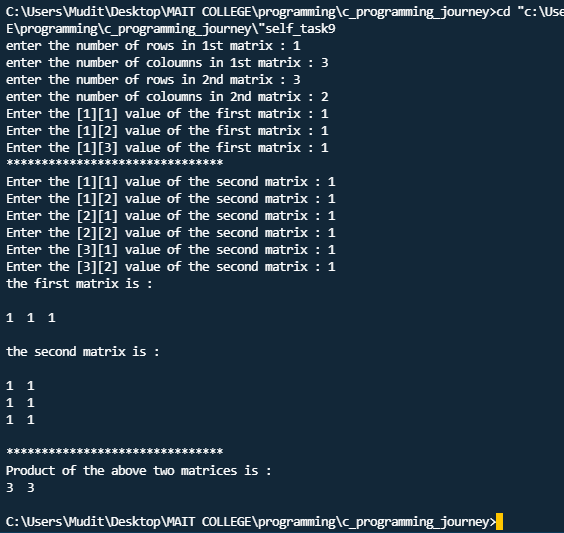 C:\Users\Mudit\Desktop\MAIT COLLEGE\programming\c_programming_journey>cd "c:\Use
E\programming\c_programming_journey\"self_task9
enter the number of rows in 1st matrix : 1
enter the number of coloumns in 1st matrix : 3
enter the number of rows in 2nd matrix : 3
enter the number of coloumns in 2nd matrix : 2
Enter the [1][1] value of the first matrix : 1
Enter the [1][2] value of the first matrix : 1
Enter the [1][3] value of the first matrix : 1
*******************************
Enter the [1][1] value of the second matrix : 1
Enter the [1][2] value of the second matrix : 1
Enter the [2][1] value of the second matrix : 1
Enter the [2][2] value of the second matrix : 1
Enter the [3][1] value of the second matrix : 1
Enter the [3][2] value of the second matrix : 1
the first matrix is :
1  1  1
the second matrix is :
1  1
1  1
1  1
*******************************
Product of the above two matrices is :
3  3
C:\Users\Mudit\Desktop\MAIT COLLEGE\programming\c_programming_journey>